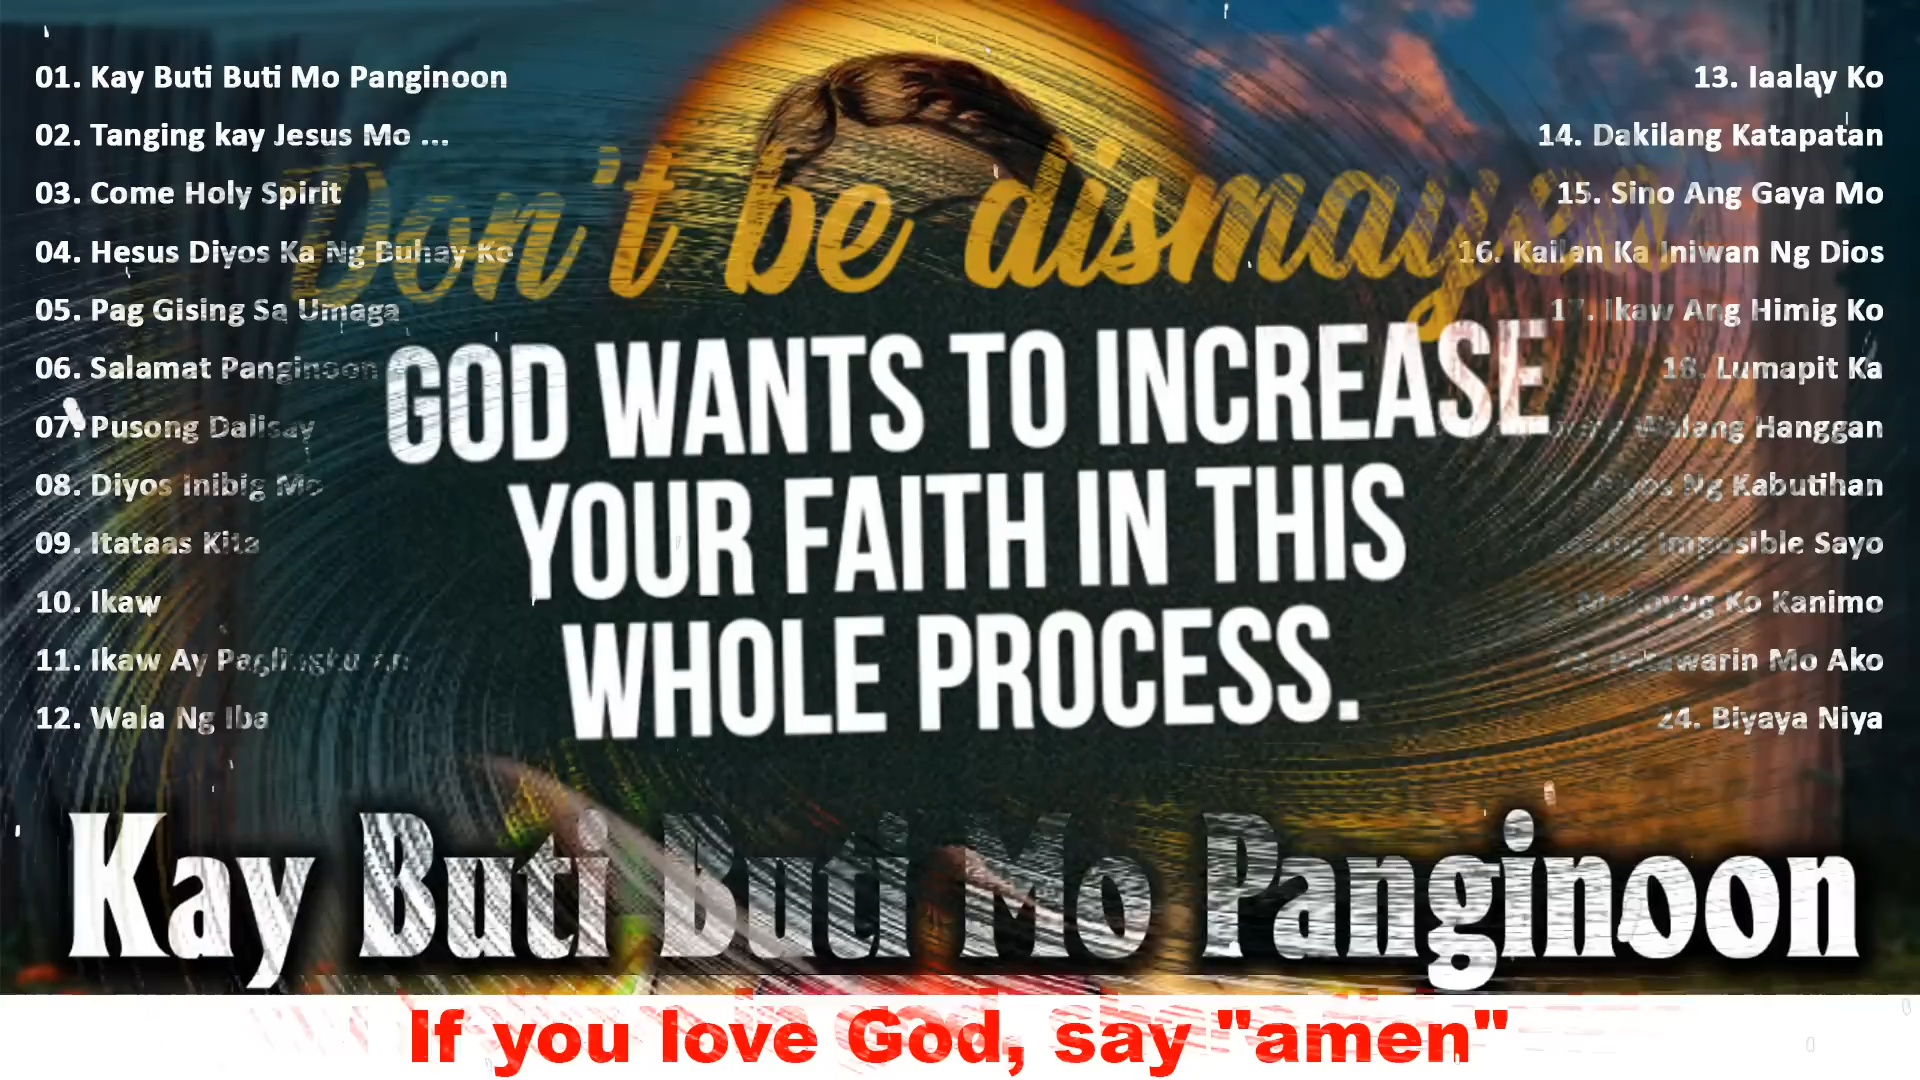 01. Kay Buti Buti Mo Panginoon
02. Tanging kay Jesus Mo ...
03. Come Holy Spirit
04. Hesus Diyos Ka Ng Buhay Ko
05. Pag Gising Sa Umaga
06. Salamat Panginoon
07. Pusong Dalisay
08. Diyos Inibig Mo
09. Itataas Kita
10. Ikaw
11. Ikaw Ay
12. Wala Ng Iba
13. Iaalay Ko
14. Dakilang Katapatan
15. Sino Ang Gaya Mo
16. Kailan Ka Iniwan Ng Dios
17. Ikaw Ang Himig Ko
18. Lumapit Ka
Walang Hanggan
Ng Kabutihan
Imposible Sayo
Ko Kanimo
Mo Ako
24. Biyaya Niya
Don't be dismayed
GOD WANTS TO INCREASE
YOUR FAITH IN THIS
WHOLE PROCESS.
Kay Buti Buti Mo Panginoon
If you love God, say "amen"